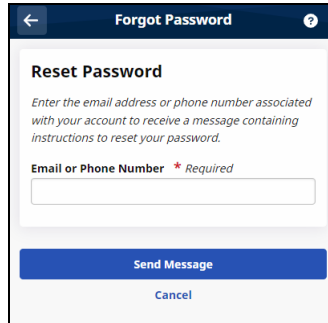 Forgot Password ?
Reset Password
Enter the email address or phone number associated
with your account to receive a message containing
instructions to reset your password.
Email or Phone Number * Required
Send Message
Cancel